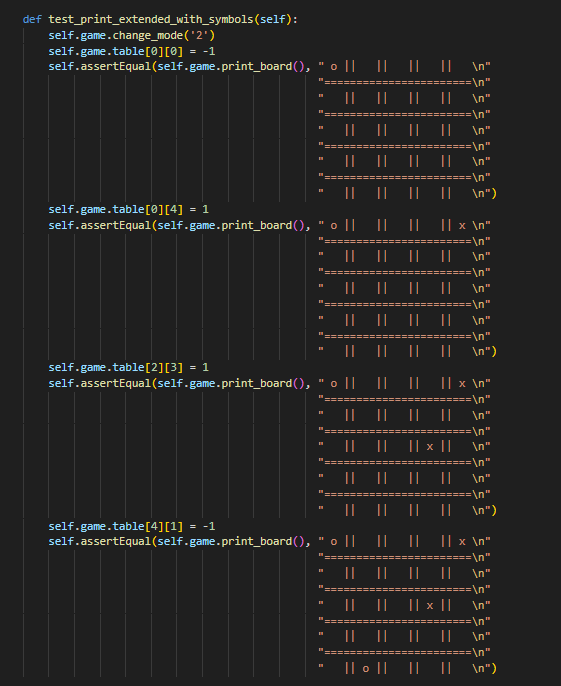 def test_print_extended_with_symbols(self):
        self.game.change_mode('2')
        self.game.table[0][0] = -1
        self.assertEqual(self.game.print_board(), " o ||   ||   ||   ||   \n"
                                                  "=======================\n"
                                                  "   ||   ||   ||   ||   \n"
                                                  "=======================\n"
                                                  "   ||   ||   ||   ||   \n"
                                                  "=======================\n"
                                                  "   ||   ||   ||   ||   \n"
                                                  "=======================\n"
                                                  "   ||   ||   ||   ||   \n")
        self.game.table[0][4] = 1
        self.assertEqual(self.game.print_board(), " o ||   ||   ||   || x \n"
                                                  "=======================\n"
                                                  "   ||   ||   ||   ||   \n"
                                                  "=======================\n"
                                                  "   ||   ||   ||   ||   \n"
                                                  "=======================\n"
                                                  "   ||   ||   ||   ||   \n"
                                                  "=======================\n"
                                                  "   ||   ||   ||   ||   \n")
        self.game.table[2][3] = 1
        self.assertEqual(self.game.print_board(), " o ||   ||   ||   || x \n"
                                                  "=======================\n"
                                                  "   ||   ||   ||   ||   \n"
                                                  "=======================\n"
                                                  "   ||   ||   || x ||   \n"
                                                  "=======================\n"
                                                  "   ||   ||   ||   ||   \n"
                                                  "=======================\n"
                                                  "   ||   ||   ||   ||   \n")
        self.game.table[4][1] = -1
        self.assertEqual(self.game.print_board(), " o ||   ||   ||   || x \n"
                                                  "=======================\n"
                                                  "   ||   ||   ||   ||   \n"
                                                  "=======================\n"
                                                  "   ||   ||   || x ||   \n"
                                                  "=======================\n"
                                                  "   ||   ||   ||   ||   \n"
                                                  "=======================\n"
                                                  "   || o ||   ||   ||   \n")